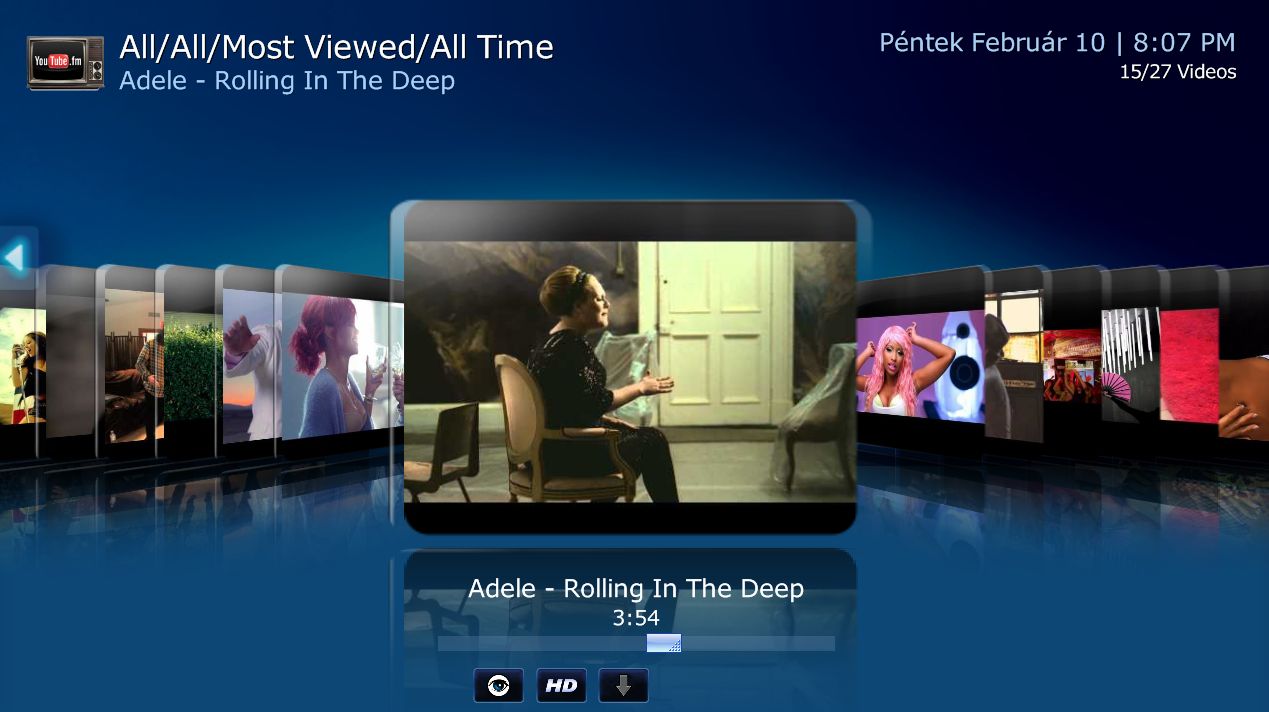 YouTube.fm
All/All/Most Viewed/All Time
Adele - Rolling In The Deep
Péntek Február 10 | 8:07 PM
15/27 Videos
Adele - Rolling In The Deep
3:54
HD